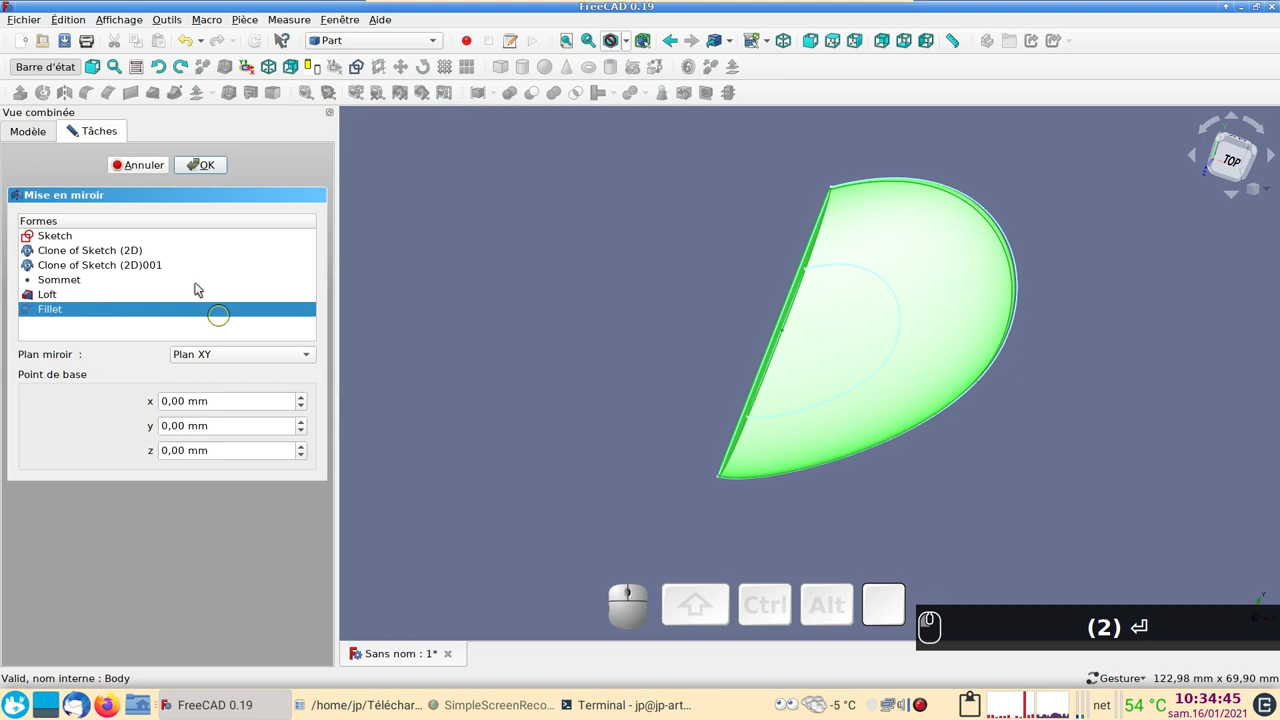 FreeCAD 0.19
Fichier Édition Affichage Outils Macro Pièce Measure Fenêtre Aide
Part
Barre d'état
Vue combinée
Modèle Tâches
Annuler OK
Mise en miroir
Formes
Sketch
Clone of Sketch (2D)
Clone of Sketch (2D)001
Sommet
Loft
Fillet
Plan miroir : Plan XY
Point de base
x 0,00 mm
y 0,00 mm
z 0,00 mm
TOP
Ctrl Alt
(2) ⏎
Sans nom : 1*
Valid, nom interne : Body
Gesture 122,98 mm x 69,90 mm
FreeCAD 0.19 /home/jp/Téléchar... SimpleScreenReco... Terminal - jp@jp-art... -5 °C net 54 °C 10:34:45
sam.16/01/2021